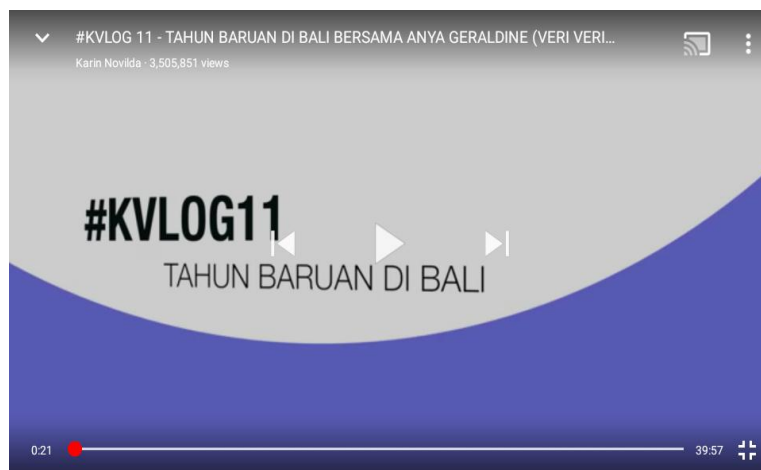 #KVLOG 11 - TAHUN BARUAN DI BALI BERSAMA ANYA GERALDINE (VERI VERI...
Karin Novilda · 3,505,851 views
#KVLOG11
TAHUN BARUAN DI BALI
0:21
39:57